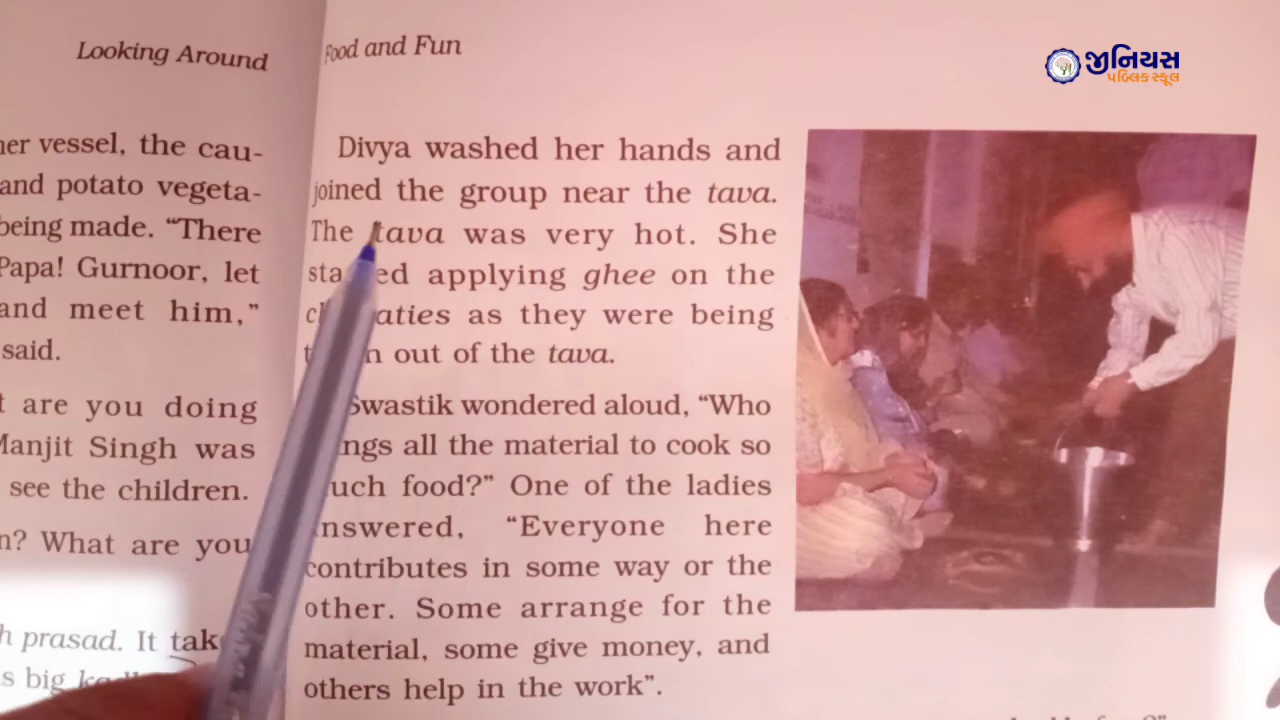 Looking Around
her vessel, the cau-
and potato vegeta-
being made. “There
Papa! Gurnoor, let
and meet him,”
said.
are you doing
Manjit Singh was
see the children.
What are you
prasad. It
big
Food and Fun
Divya washed her hands and
joined the group near the tava.
The tava was very hot. She
applying ghee on the
as they were being
out of the tava.
Swastik wondered aloud, “Who
all the material to cook so
food?” One of the ladies
answered, “Everyone here
contributes in some way or the
other. Some arrange for the
material, some give money, and
others help in the work”.
જીનિયસ
પબ્લિક સ્કૂલ